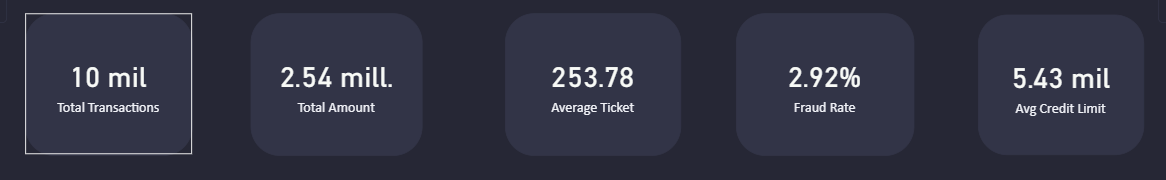 10 mil
Total Transactions
2.54 mill.
Total Amount
253.78
Average Ticket
2.92%
Fraud Rate
5.43 mil
Avg Credit Limit